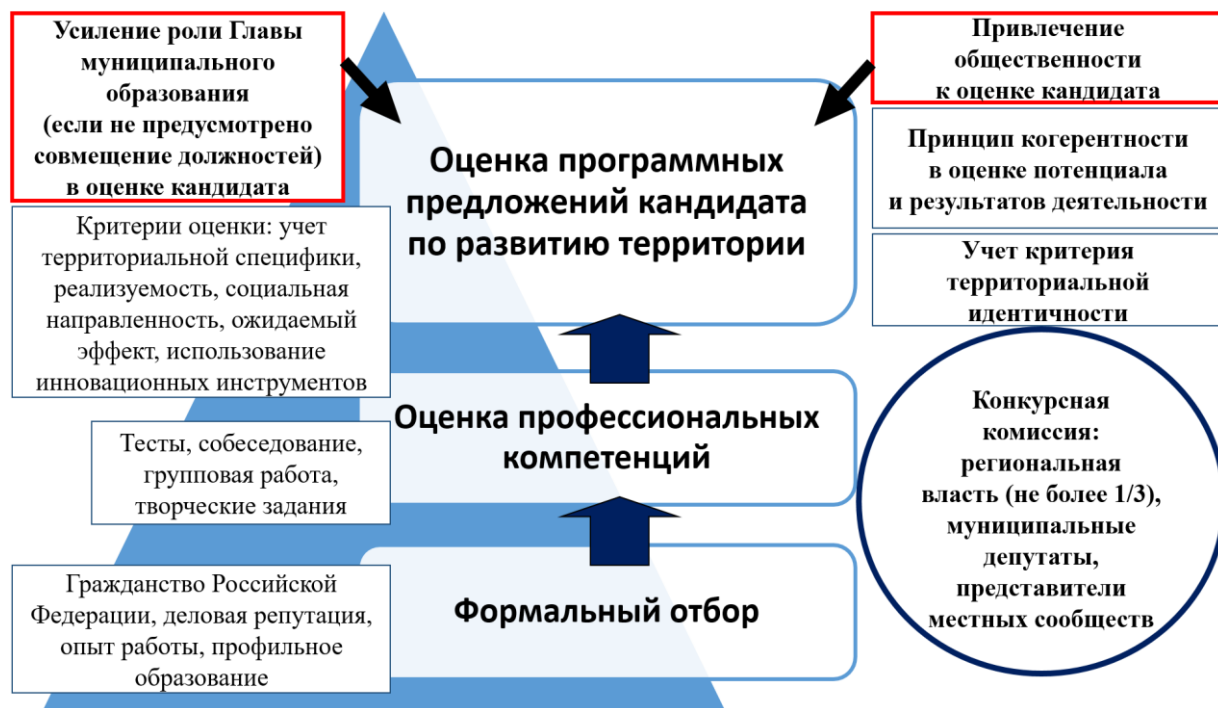 Усиление роли Главы
муниципального
образования
(если не предусмотрено
совмещение должностей)
в оценке кандидата
Привлечение
общественности
к оценке кандидата
Оценка программных
предложений кандидата
по развитию территории
Принцип когерентности
в оценке потенциала
и результатов деятельности
Учет критерия
территориальной
идентичности
Критерии оценки: учет
территориальной специфики,
реализуемость, социальная
направленность, ожидаемый
эффект, использование
инновационных инструментов
Оценка профессиональных
компетенций
Тесты, собеседование,
групповая работа,
творческие задания
Конкурсная
комиссия:
региональная
власть (не более 1/3),
муниципальные
депутаты,
представители
местных сообществ
Гражданство Российской
Федерации, деловая репутация,
опыт работы, профильное
образование
Формальный отбор